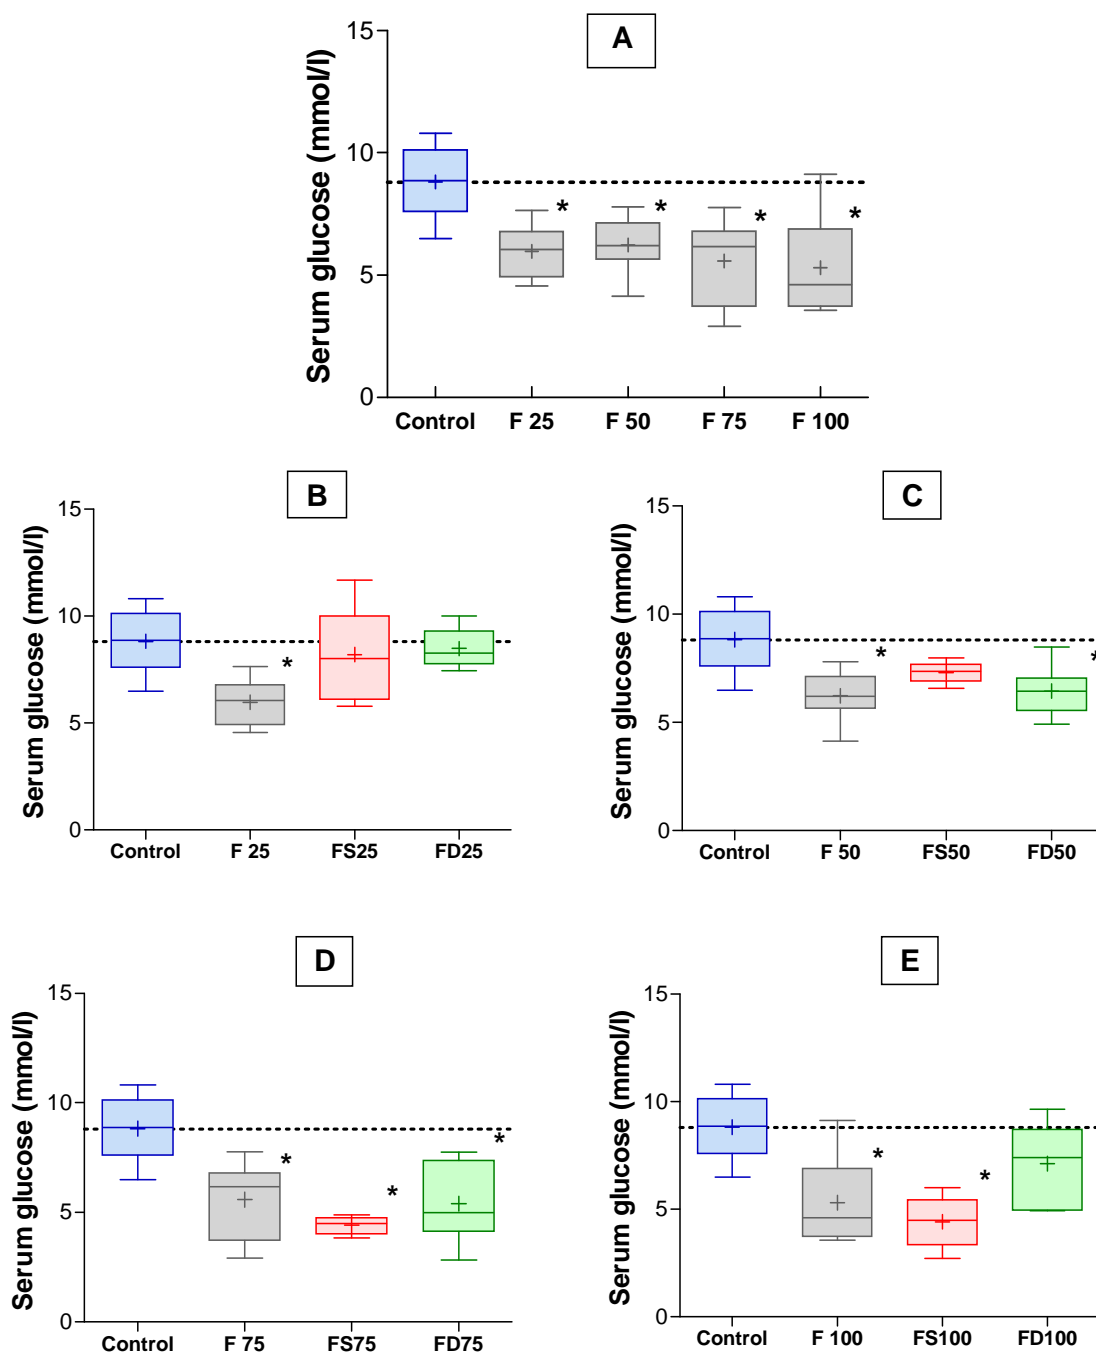 A
Serum glucose (mmol/l)
15
10
5
0
* * * *
Control F 25 F 50 F 75 F 100
B
Serum glucose (mmol/l)
15
10
5
0
*
Control F 25 FS25 FD25
C
Serum glucose (mmol/l)
15
10
5
0
* *
Control F 50 FS50 FD50
D
Serum glucose (mmol/l)
15
10
5
0
* * *
Control F 75 FS75 FD75
E
Serum glucose (mmol/l)
15
10
5
0
* *
Control F 100 FS100 FD100